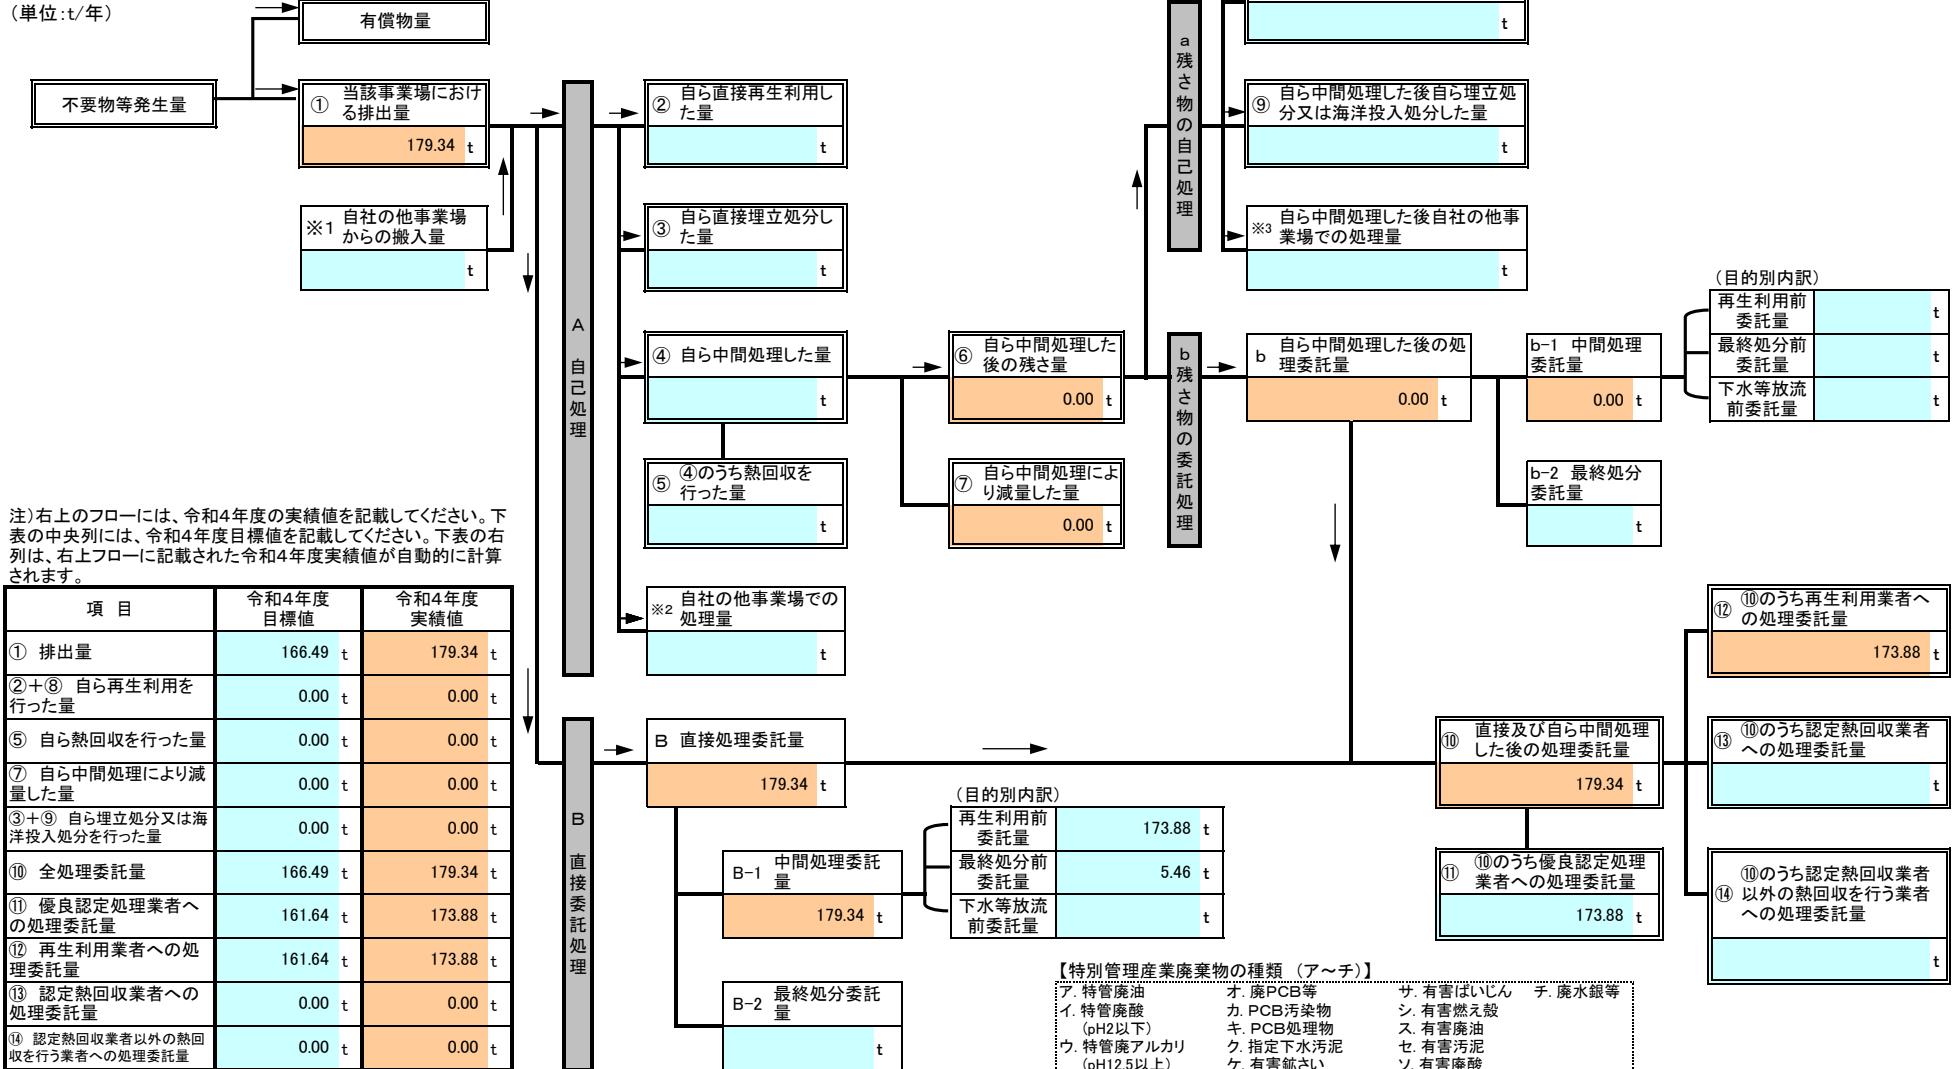 (単位:t/年)
有償物量
不要物等発生量
① 当該事業場におけ
る排出量
179.34 t
※1 自社の他事業場
からの搬入量
t
A 自己処理
② 自ら直接再生利用し
た量
t
③ 自ら直接埋立処分し
た量
t
④ 自ら中間処理した量
t
⑤ ④のうち熱回収を
行った量
t
※2 自社の他事業場での
処理量
t
⑥ 自ら中間処理した
後の残さ量
0.00 t
⑦ 自ら中間処理によ
り減量した量
0.00 t
a 残さ物の自己処理
t
⑨ 自ら中間処理した後自ら埋立処
分又は海洋投入処分した量
t
※3 自ら中間処理した後自社の他事
業場での処理量
t
b 残さ物の委託処理
b 自ら中間処理した後の処
理委託量
0.00 t
b-1 中間処理
委託量
0.00 t
b-2 最終処分
委託量
t
(目的別内訳)
再生利用前
委託量 t
最終処分前
委託量 t
下水等放流
前委託量 t
注)右上のフローには、令和4年度の実績値を記載してください。下
表の中央列には、令和4年度目標値を記載してください。下表の右
列は、右上フローに記載された令和4年度実績値が自動的に計算
されます。
項 目 令和4年度
目標値 令和4年度
実績値
① 排出量 166.49 t 179.34 t
②+⑧ 自ら再生利用を
行った量 0.00 t 0.00 t
⑤ 自ら熱回収を行った量 0.00 t 0.00 t
⑦ 自ら中間処理により減
量した量 0.00 t 0.00 t
③+⑨ 自ら埋立処分又は海
洋投入処分を行った量 0.00 t 0.00 t
⑩ 全処理委託量 166.49 t 179.34 t
⑪ 優良認定処理業者へ
の処理委託量 161.64 t 173.88 t
⑫ 再生利用業者への処
理委託量 161.64 t 173.88 t
⑬ 認定熱回収業者への
処理委託量 0.00 t 0.00 t
⑭ 認定熱回収業者以外の熱回
収を行う業者への処理委託量 0.00 t 0.00 t
B 直接委託処理
B 直接処理委託量
179.34 t
B-1 中間処理委託
量
179.34 t
B-2 最終処分委託
量
t
(目的別内訳)
再生利用前
委託量 173.88 t
最終処分前
委託量 5.46 t
下水等放流
前委託量 t
⑩ 直接及び自ら中間処理
した後の処理委託量
179.34 t
⑪ ⑩のうち優良認定処理
業者への処理委託量
173.88 t
⑫ ⑩のうち再生利用業者へ
の処理委託量
173.88 t
⑬ ⑩のうち認定熱回収業者
への処理委託量
t
⑭ ⑩のうち認定熱回収業者
以外の熱回収を行う業者
への処理委託量
t
【特別管理産業廃棄物の種類 (ア~チ)】
ア. 特管廃油 オ. 廃PCB等 サ. 有害ばいじん チ. 廃水銀等
イ. 特管廃酸 カ. PCB汚染物 シ. 有害燃え殻
(pH2以下) キ. PCB処理物 ス. 有害廃油
ウ. 特管廃アルカリ ク. 指定下水汚泥 セ. 有害汚泥
(pH12.5以上) ケ. 有害鉱さい ソ. 有害廃酸